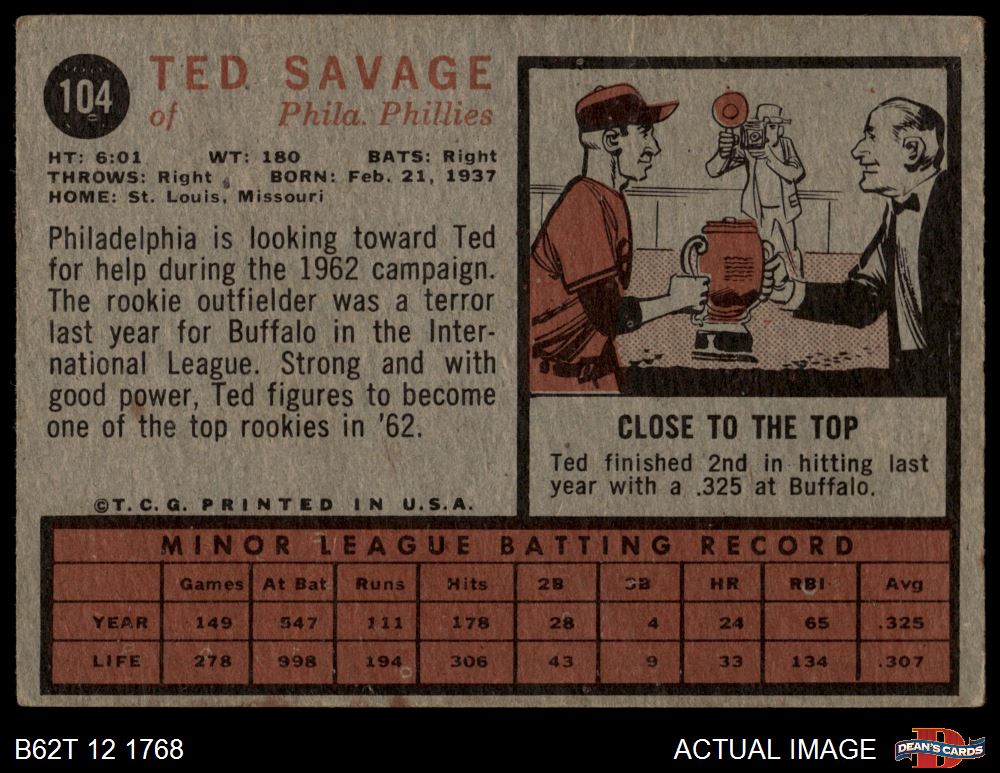 104
TED SAVAGE
of Phila. Phillies
HT: 6:01 WT: 180 BATS: Right
THROWS: Right BORN: Feb. 21, 1937
HOME: St. Louis, Missouri
Philadelphia is looking toward Ted
for help during the 1962 campaign.
The rookie outfielder was a terror
last year for Buffalo in the Inter-
national League. Strong and with
good power, Ted figures to become
one of the top rookies in '62.
©T. C. G. PRINTED IN U.S.A.
CLOSE TO THE TOP
Ted finished 2nd in hitting last
year with a .325 at Buffalo.
MINOR LEAGUE BATTING RECORD
Games At Bat Runs Hits 2B 3B HR RBI Avg
YEAR 149 547 111 178 28 4 24 65 .325
LIFE 278 998 194 306 43 9 33 134 .307
B62T 12 1768
ACTUAL IMAGE
D
DEAN'S CARDS